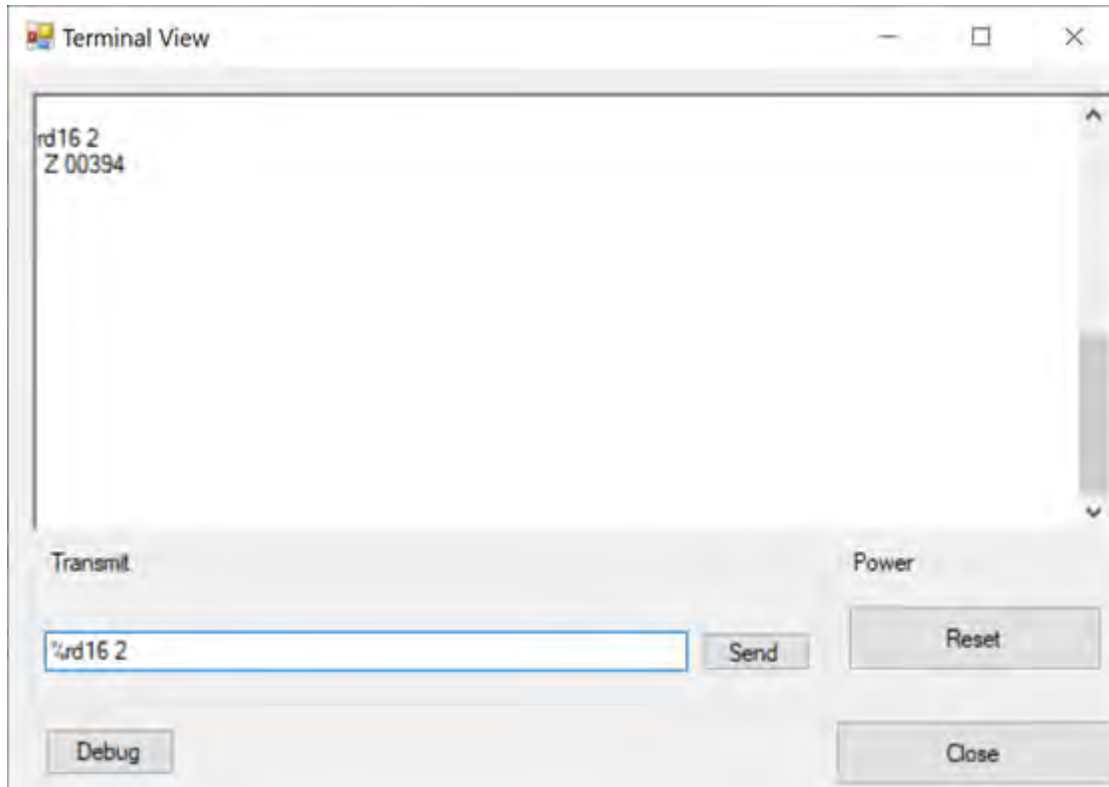 Terminal View
rd16 2
Z 00394
Transmit
Power
%rd16 2
Send
Reset
Debug
Close